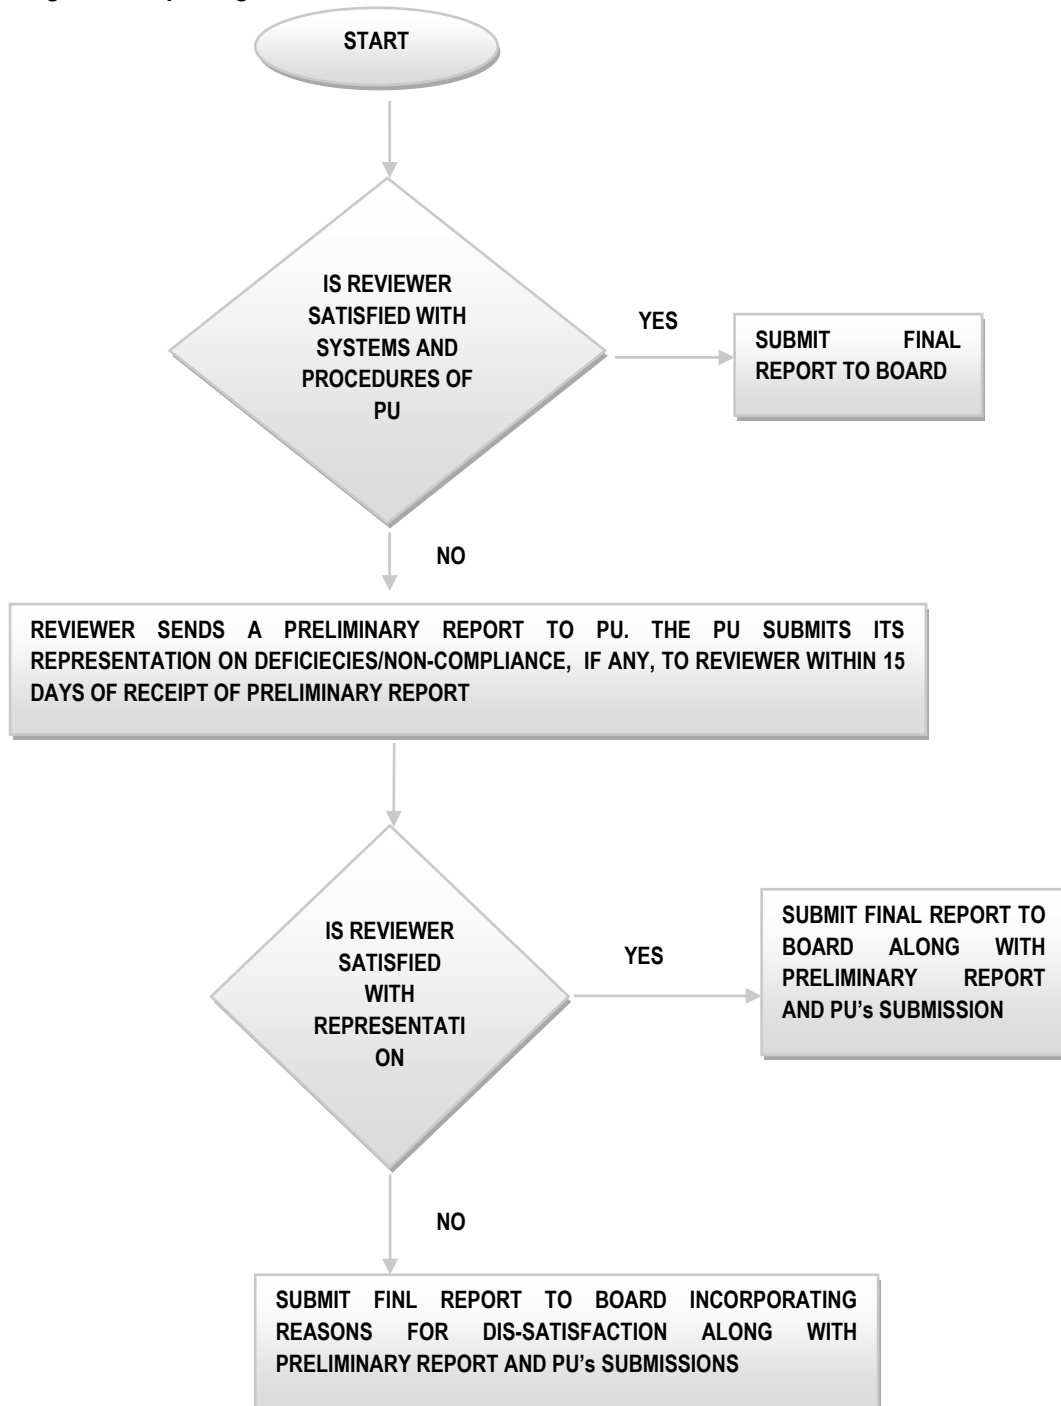 START
IS REVIEWER
SATISFIED WITH
SYSTEMS AND
PROCEDURES OF
PU
YES
SUBMIT FINAL
REPORT TO BOARD
NO
REVIEWER SENDS A PRELIMINARY REPORT TO PU. THE PU SUBMITS ITS
REPRESENTATION ON DEFICIECIES/NON-COMPLIANCE, IF ANY, TO REVIEWER WITHIN 15
DAYS OF RECEIPT OF PRELIMINARY REPORT
IS REVIEWER
SATISFIED
WITH
REPRESENTATI
ON
YES
SUBMIT FINAL REPORT TO
BOARD ALONG WITH
PRELIMINARY REPORT
AND PU's SUBMISSION
NO
SUBMIT FINL REPORT TO BOARD INCORPORATING
REASONS FOR DIS-SATISFACTION ALONG WITH
PRELIMINARY REPORT AND PU's SUBMISSIONS